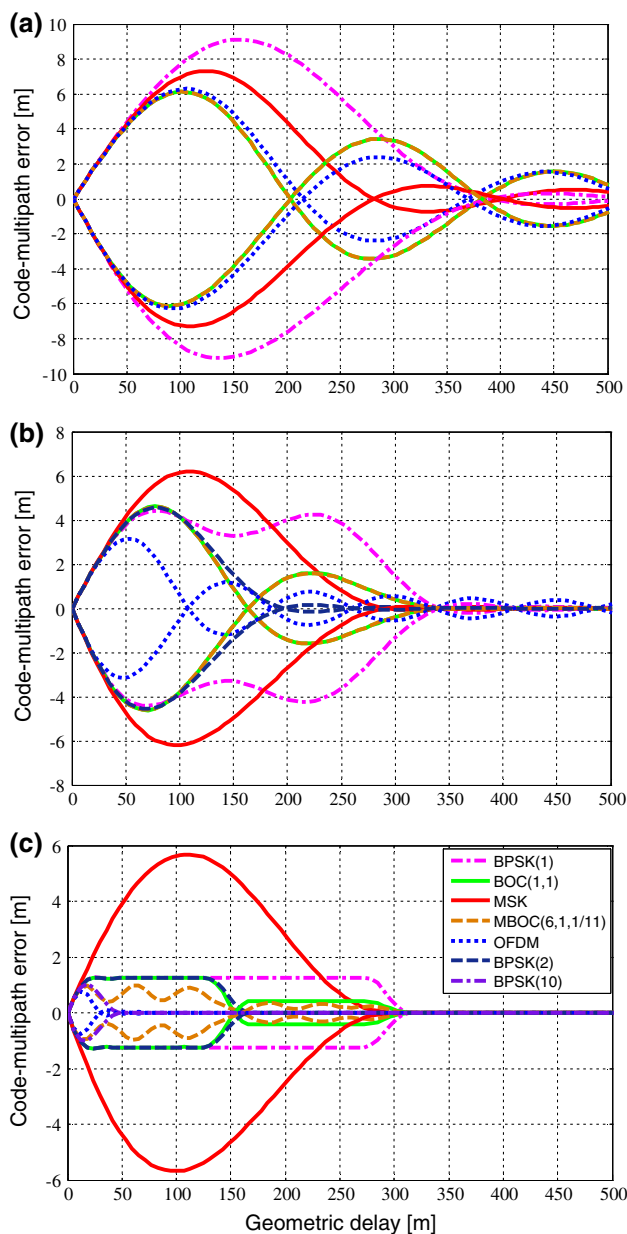 (a)
Code-multipath error [m]
10
8
6
4
2
0
-2
-4
-6
-8
-10
0 50 100 150 200 250 300 350 400 450 500
(b)
Code-multipath error [m]
8
6
4
2
0
-2
-4
-6
-8
0 50 100 150 200 250 300 350 400 450 500
(c)
Code-multipath error [m]
6
4
2
0
-2
-4
-6
BPSK(1)
BOC(1,1)
MSK
MBOC(6,1,1/11)
OFDM
BPSK(2)
BPSK(10)
0 50 100 150 200 250 300 350 400 450 500
Geometric delay [m]